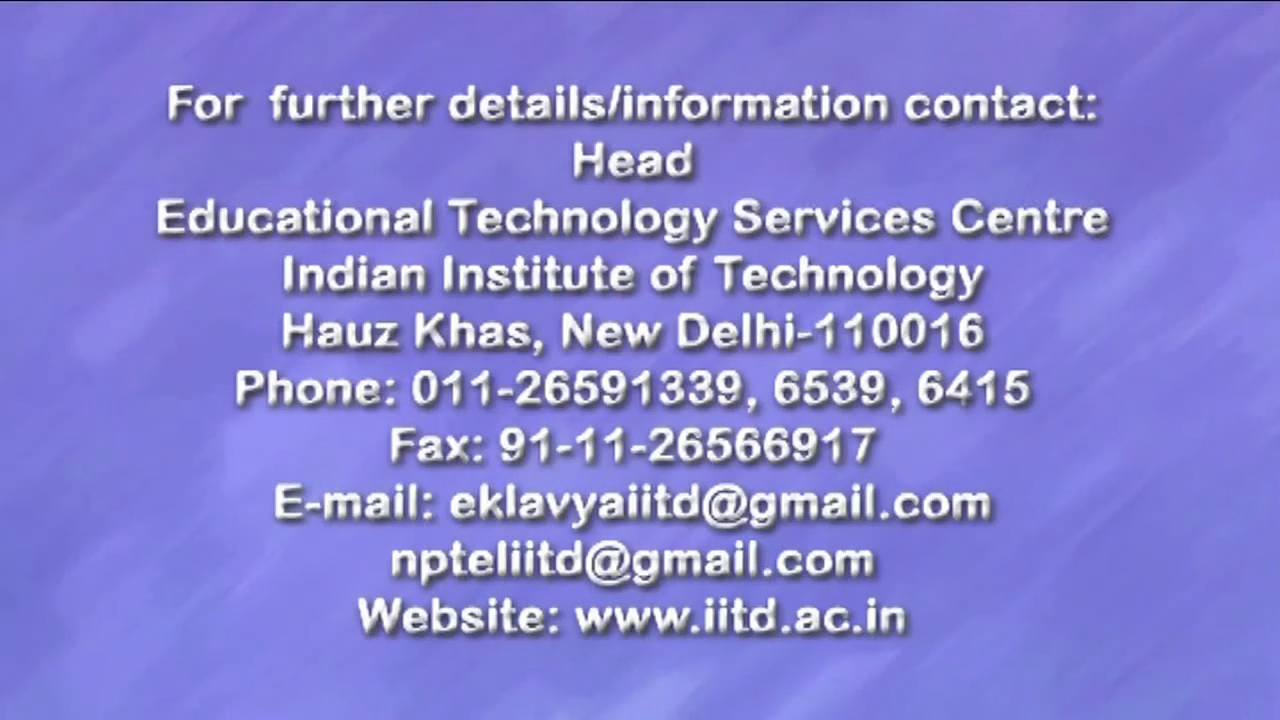 For further details/information contact:
Head
Educational Technology Services Centre
Indian Institute of Technology
Hauz Khas, New Delhi-110016
Phone: 011-26591339, 6539, 6415
Fax: 91-11-26566917
E-mail: eklavyaiitd@gmail.com
npteliitd@gmail.com
Website: www.iitd.ac.in